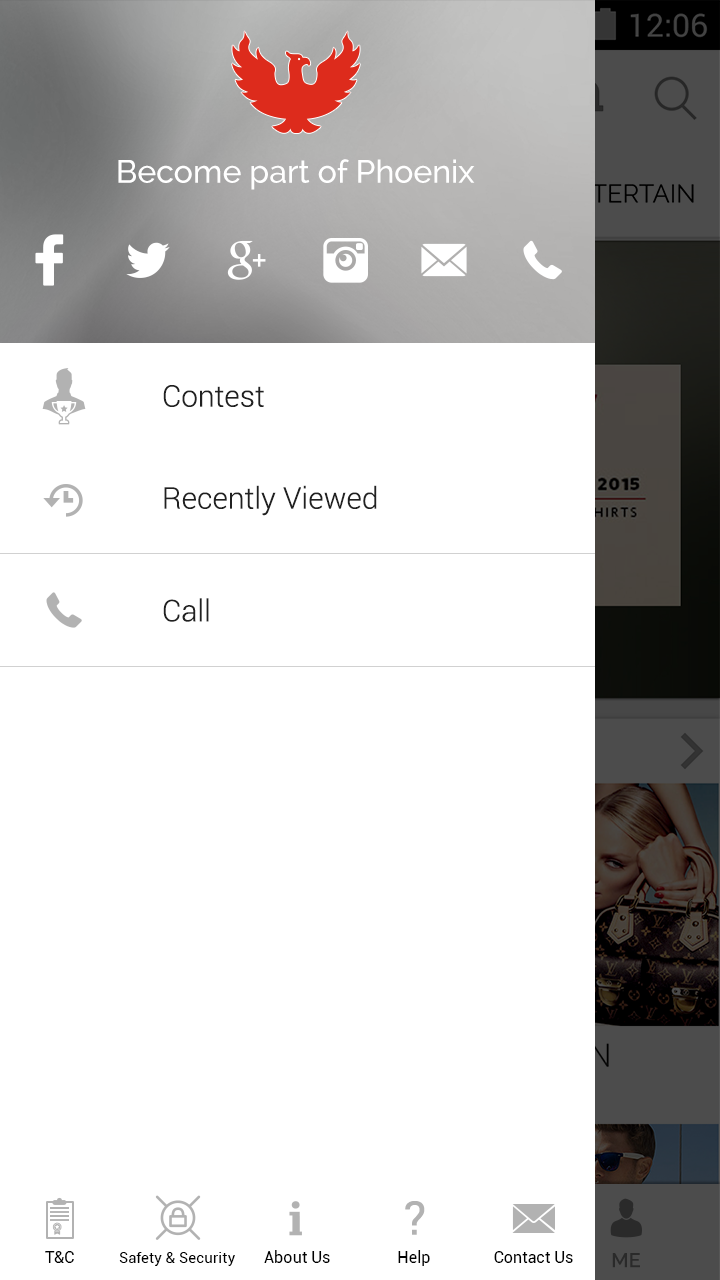 12:06
TERTAIN
Become part of Phoenix
2015
HIRTS
Contest
Recently Viewed
Call
N
T&C
Safety & Security
About Us
Help
Contact Us
ME